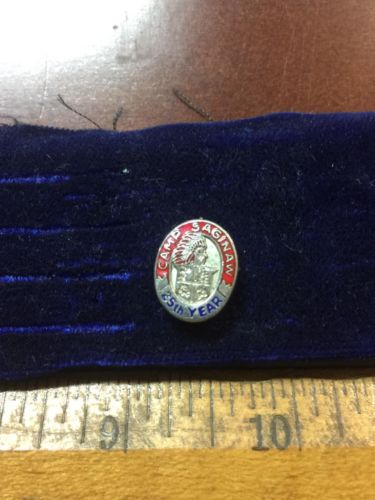 CAMP SAGINAW
25th YEAR
9
10